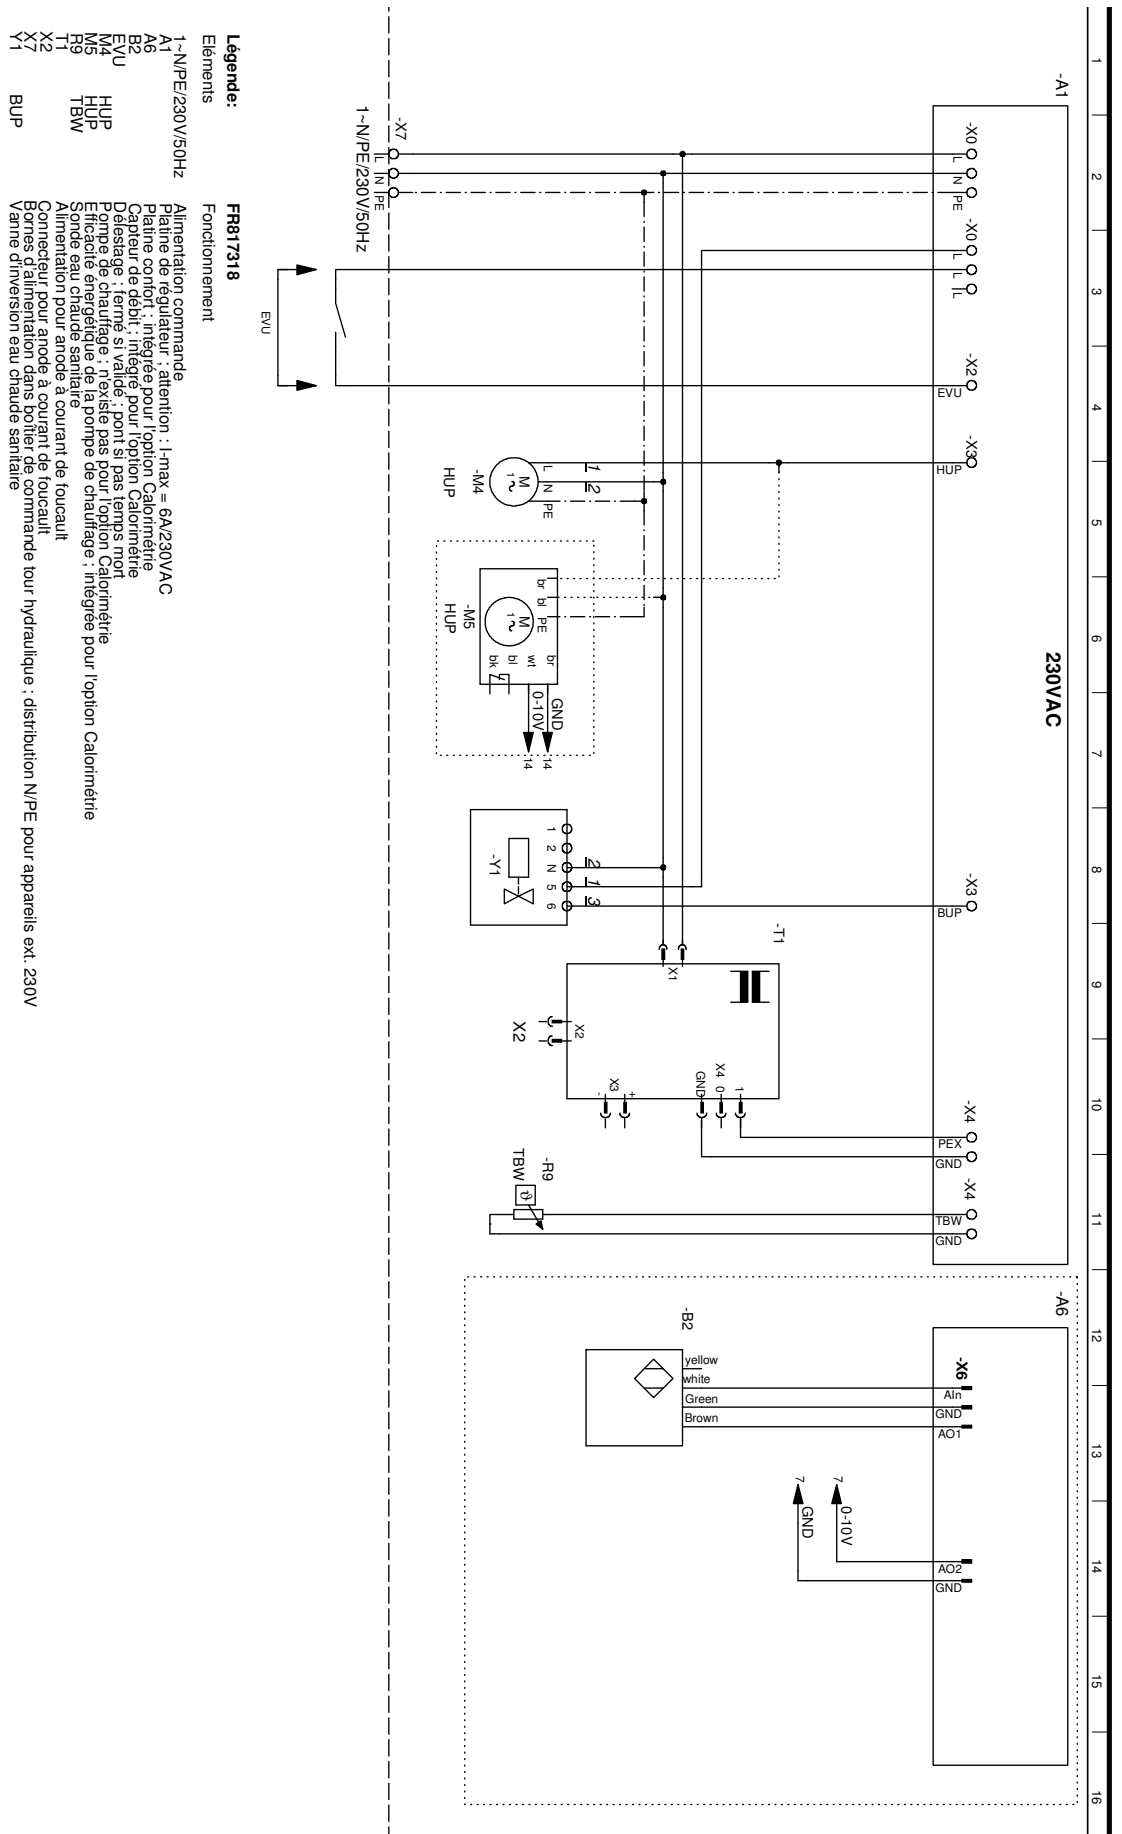 1
2
3
4
5
6
7
8
9
10
11
12
13
14
15
16
-A1
230VAC
-X0
L
N
PE
-X0
L
L
L
-X2
EVU
-X3
HUP
-X3
BUP
-X4
PEX
GND
-X4
TBW
GND
-A6
-X6
AIn
GND
AO1
AO2
GND
-X7
L
N
PE
1~N/PE/230V/50Hz
EVU
-M4
HUP
L
N
PE
1
2
M
1~
-M5
HUP
br
bl
PE
M
1~
br
wt
bl
bk
GND
0-10V
14
14
-Y1
1
2
N
5
6
2
1
3
-T1
X1
X2
X2
X3
-
+
X4
GND
0
1
-R9
TBW
ϑ
-B2
yellow
white
Green
Brown
7
0-10V
7
GND
Légende: FR817318
Eléments Fonctionnement
1~N/PE/230V/50Hz Alimentation commande
A1 Platine de régulateur ; attention : I-max = 6A/230VAC
A6 Platine confort ; intégrée pour l'option Calorimétrie
B2 Capteur de débit ; intégré pour l'option Calorimétrie
EVU Délestage ; fermé si validé ; pont si pas temps mort
M4 HUP Pompe de chauffage ; n'existe pas pour l'option Calorimétrie
M5 HUP Efficacité énergétique de la pompe de chauffage ; intégrée pour l'option Calorimétrie
R9 TBW Sonde eau chaude sanitaire
T1 Alimentation pour anode à courant de foucault
X2 Connecteur pour anode à courant de foucault
X7 Bornes d'alimentation dans boîtier de commande tour hydraulique ; distribution N/PE pour appareils ext. 230V
Y1 BUP Vanne d'inversion eau chaude sanitaire